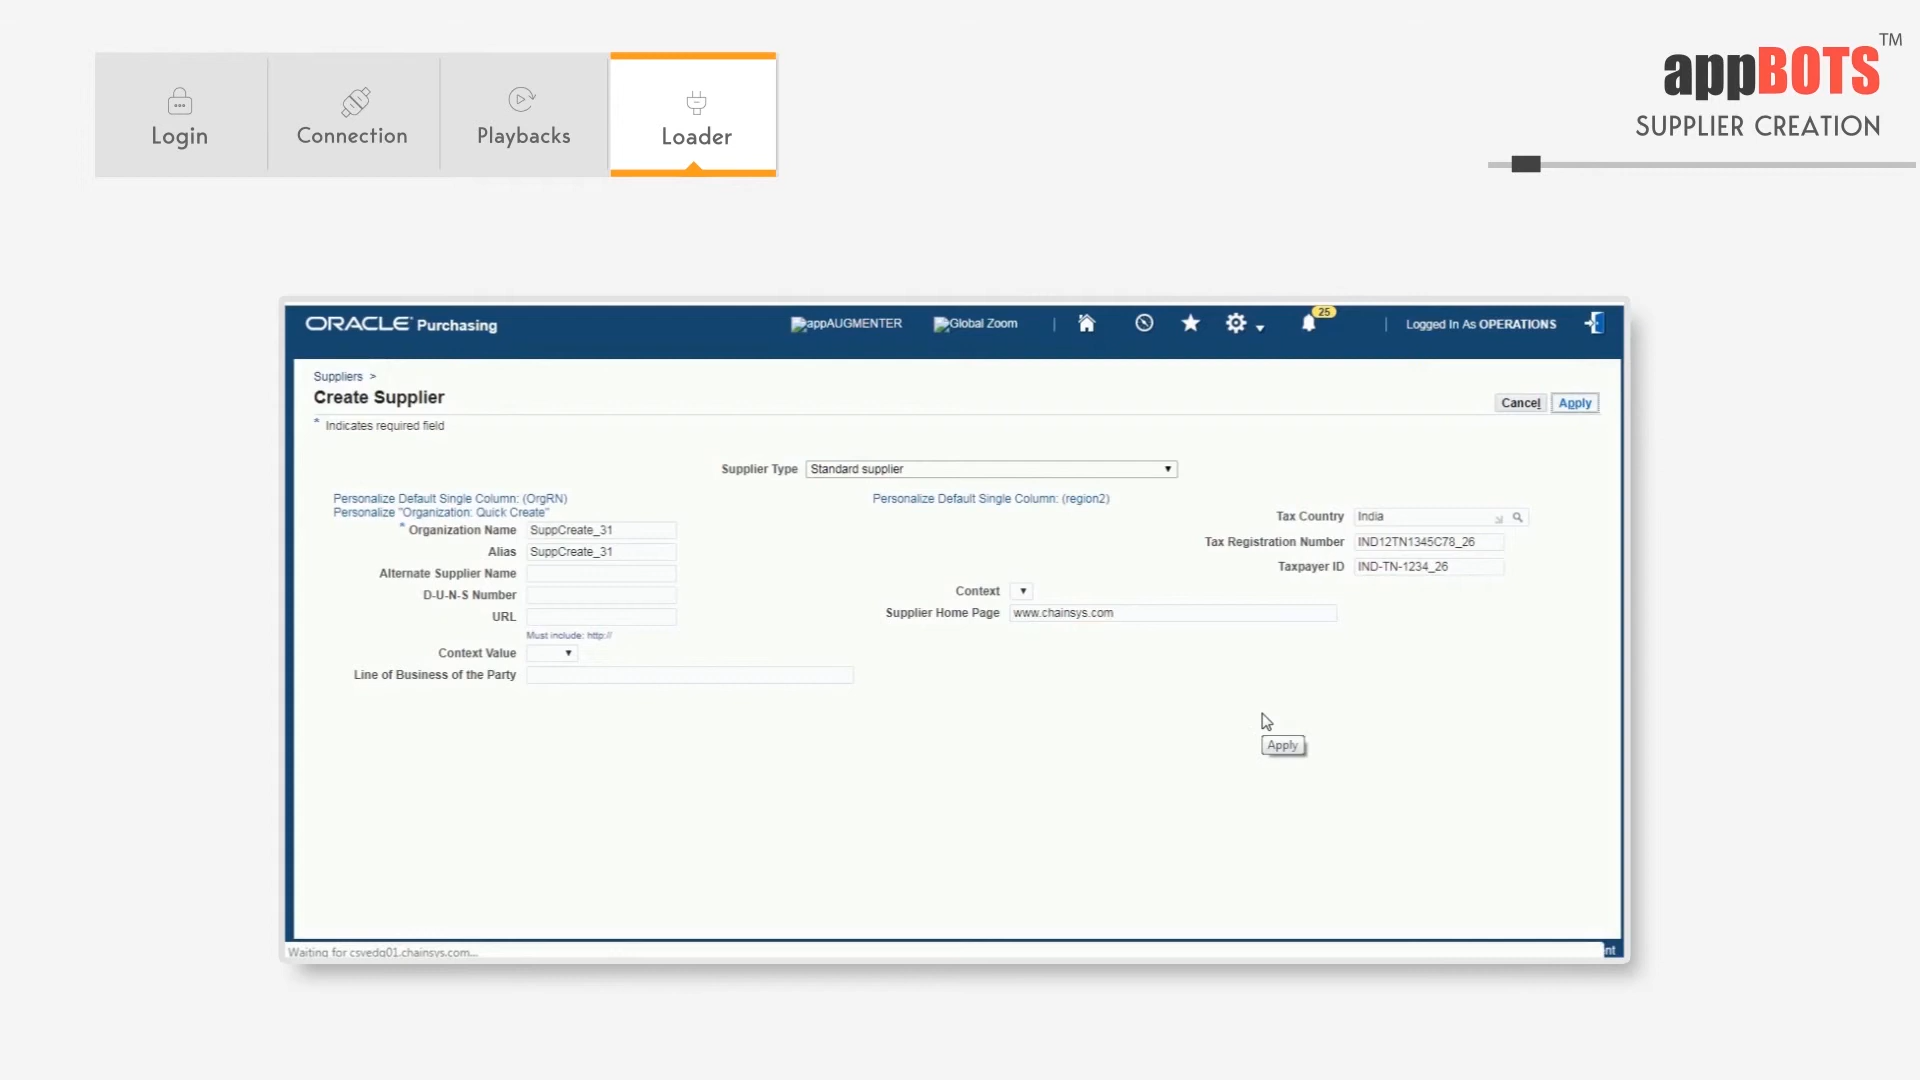 Login
Connection
Playbacks
Loader
appBOTS™
SUPPLIER CREATION
ORACLE® Purchasing
appAUGMENTER
Global Zoom
25
Logged In As OPERATIONS
Suppliers >
Create Supplier
Cancel
Apply
* Indicates required field
Supplier Type Standard supplier
Personalize Default Single Column: (OrgRN)
Personalize "Organization: Quick Create"
* Organization Name SuppCreate_31
Alias SuppCreate_31
Alternate Supplier Name
D-U-N-S Number
URL
Must include: http://
Context Value
Line of Business of the Party
Personalize Default Single Column: (region2)
Tax Country India
Tax Registration Number IND12TN1345C78_26
Taxpayer ID IND-TN-1234_26
Context
Supplier Home Page www.chainsys.com
Apply
Waiting for csvedq01.chainsys.com...
nt